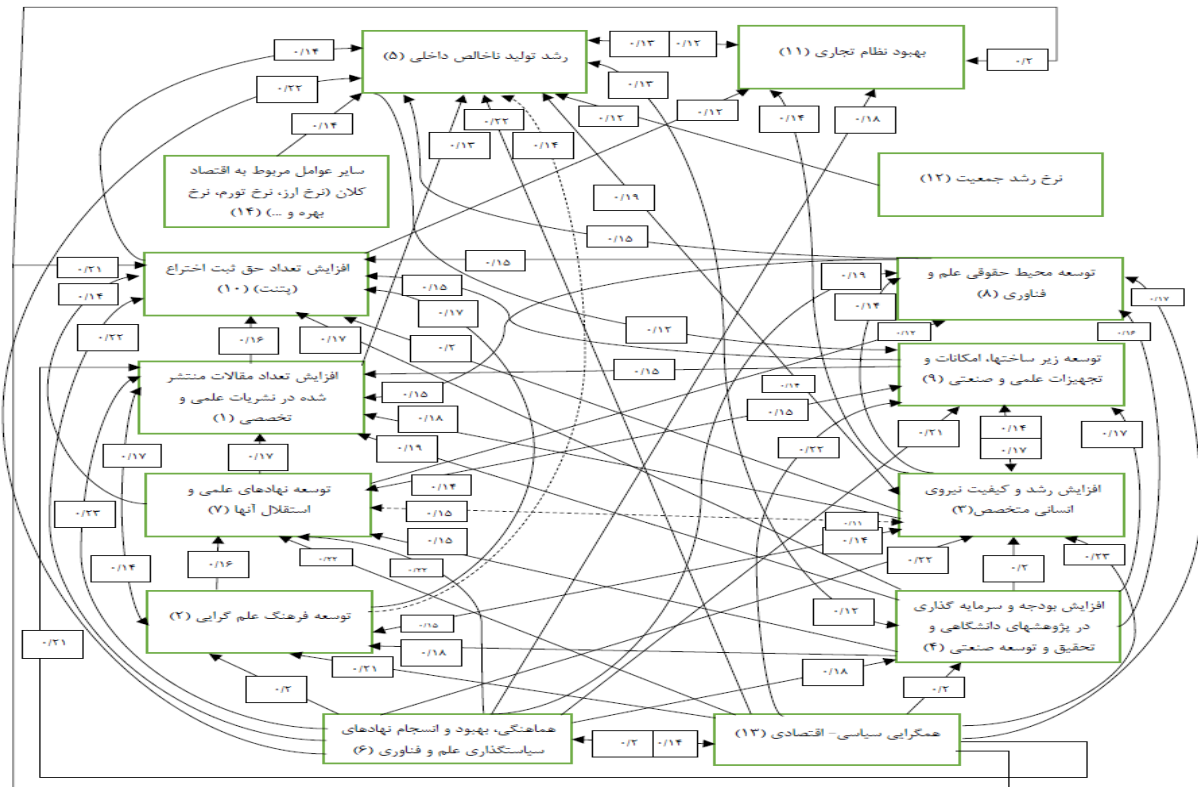 ۰/۱۴
رشد تولید ناخالص داخلی (۵)
۰/۱۳
۰/۱۲
بهبود نظام تجاری (۱۱)
۰/۲
۰/۲۲
۰/۱۳
۰/۱۴
۰/۱۳
۰/۲۲
۰/۱۴
۰/۱۲
۰/۱۲
۰/۱۴
۰/۱۸
سایر عوامل مربوط به اقتصاد
کلان (نرخ ارز، نرخ تورم، نرخ
بهره و ...) (۱۴)
نرخ رشد جمعیت (۱۲)
۰/۱۹
۰/۱۵
۰/۲۱
افزایش تعداد حق ثبت اختراع
(پتنت) (۱۰)
۰/۱۵
۰/۱۵
۰/۱۹
توسعه محیط حقوقی علم و
فناوری (۸)
۰/۱۷
۰/۱۴
۰/۱۷
۰/۱۴
۰/۲۲
۰/۱۶
۰/۱۷
۰/۲
۰/۱۲
۰/۱۶
افزایش تعداد مقالات منتشر
شده در نشریات علمی و
تخصصی (۱)
۰/۱۵
توسعه زیر ساختها، امکانات و
تجهیزات علمی و صنعتی (۹)
۰/۱۵
۰/۱۴
۰/۱۸
۰/۱۵
۰/۲۱
۰/۱۴
۰/۱۷
۰/۱۷
۰/۱۷
۰/۱۷
۰/۱۹
۰/۲۲
توسعه نهادهای علمی و
استقلال آنها (۷)
۰/۱۴
۰/۱۵
۰/۱۵
افزایش رشد و کیفیت نیروی
انسانی متخصص(۳)
۰/۱۱
۰/۱۴
۰/۲۳
۰/۱۴
۰/۱۶
۰/۲۲
۰/۲۲
۰/۲۲
۰/۲
۰/۲۳
توسعه فرهنگ علم گرایی (۲)
۰/۱۵
۰/۱۲
افزایش بودجه و سرمایه گذاری
در پژوهشهای دانشگاهی و
تحقیق و توسعه صنعتی (۴)
۰/۲۱
۰/۱۸
۰/۲۱
۰/۱۸
۰/۲
۰/۲
هماهنگی، بهبود و انسجام نهادهای
سیاستگذاری علم و فناوری (۶)
۰/۲
۰/۱۴
همگرایی سیاسی- اقتصادی (۱۳)